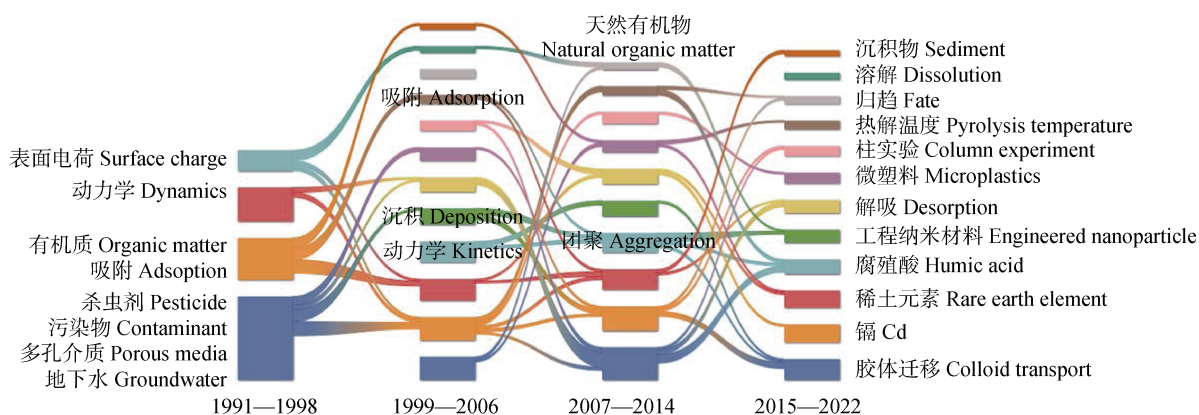 天然有机物
Natural organic matter
吸附 Adsorption
沉积 Deposition
动力学 Kinetics
团聚 Aggregation
表面电荷 Surface charge
动力学 Dynamics
有机质 Organic matter
吸附 Adsoption
杀虫剂 Pesticide
污染物 Contaminant
多孔介质 Porous media
地下水 Groundwater
沉积物 Sediment
溶解 Dissolution
归趋 Fate
热解温度 Pyrolysis temperature
柱实验 Column experiment
微塑料 Microplastics
解吸 Desorption
工程纳米材料 Engineered nanoparticle
腐殖酸 Humic acid
稀土元素 Rare earth element
镉 Cd
胶体迁移 Colloid transport
1991—1998 1999—2006 2007—2014 2015—2022